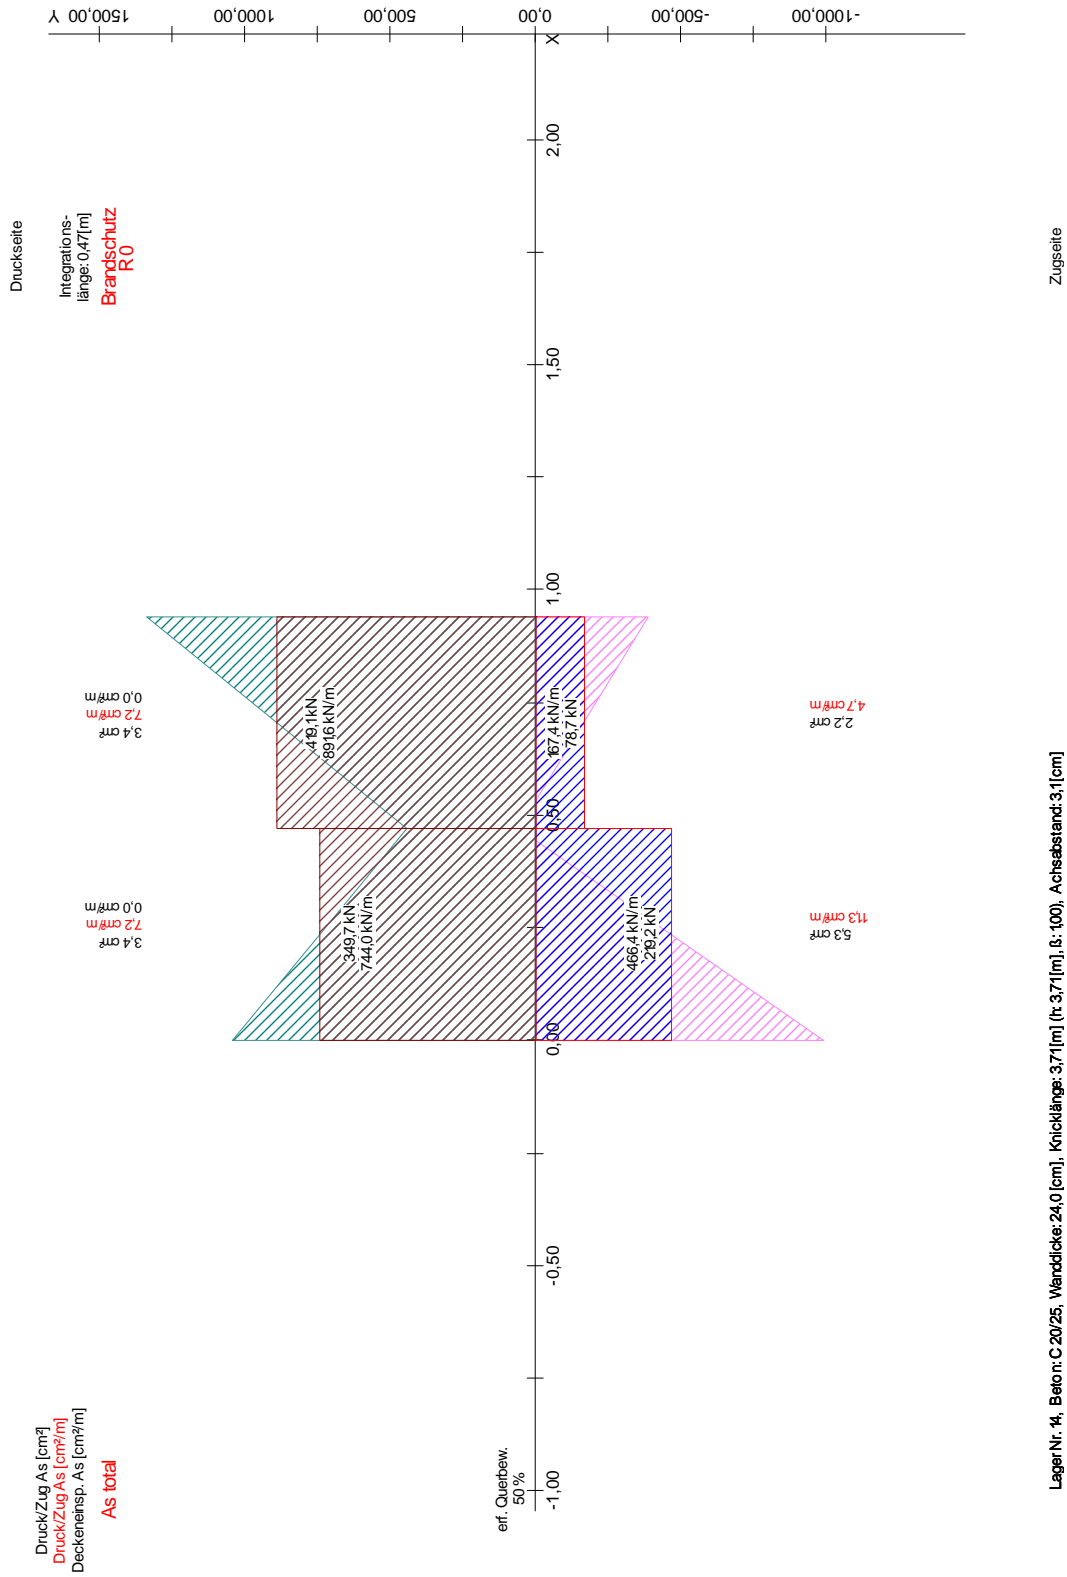 Druck/Zug As [cm²]
Druck/Zug As [cm²/m]
Deckeneinsp. As [cm²/m]
As total
Druckseite
Integrations-
länge: 0,47[m]
Brandschutz
R 0
3,4 cm²
7,2 cm²/m
0,0 cm²/m
3,4 cm²
7,2 cm²/m
0,0 cm²/m
1500,00 Y
1000,00
500,00
0,00
-500,00
-1000,00
349,7 kN
744,0 kN/m
419,1 kN
891,6 kN/m
erf. Querbew.
50 %
-1,00
-0,50
0,00
0,50
1,00
1,50
2,00
X
466,4 kN/m
219,2 kN
167,4 kN/m
78,7 kN
5,3 cm²
11,3 cm²/m
2,2 cm²
4,7 cm²/m
Zugseite
Lager Nr. 14, Beton: C 20/25, Wanddicke: 24,0 [cm], Knicklänge: 3,71 [m] (h: 3,71 [m], ß: 1,00), Achsabstand: 3,1 [cm]